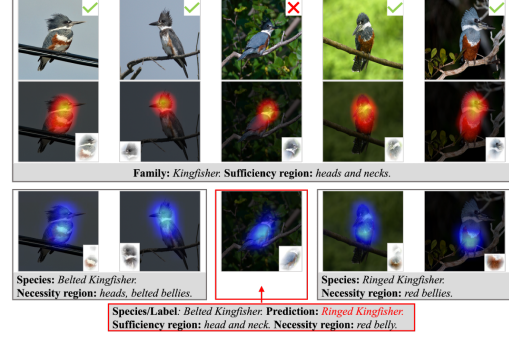 Family: Kingfisher. Sufficiency region: heads and necks.
Species: Belted Kingfisher.
Necessity region: heads, belted bellies.
Species: Ringed Kingfisher.
Necessity region: red bellies.
Species/Label: Belted Kingfisher. Prediction: Ringed Kingfisher.
Sufficiency region: head and neck. Necessity region: red belly.